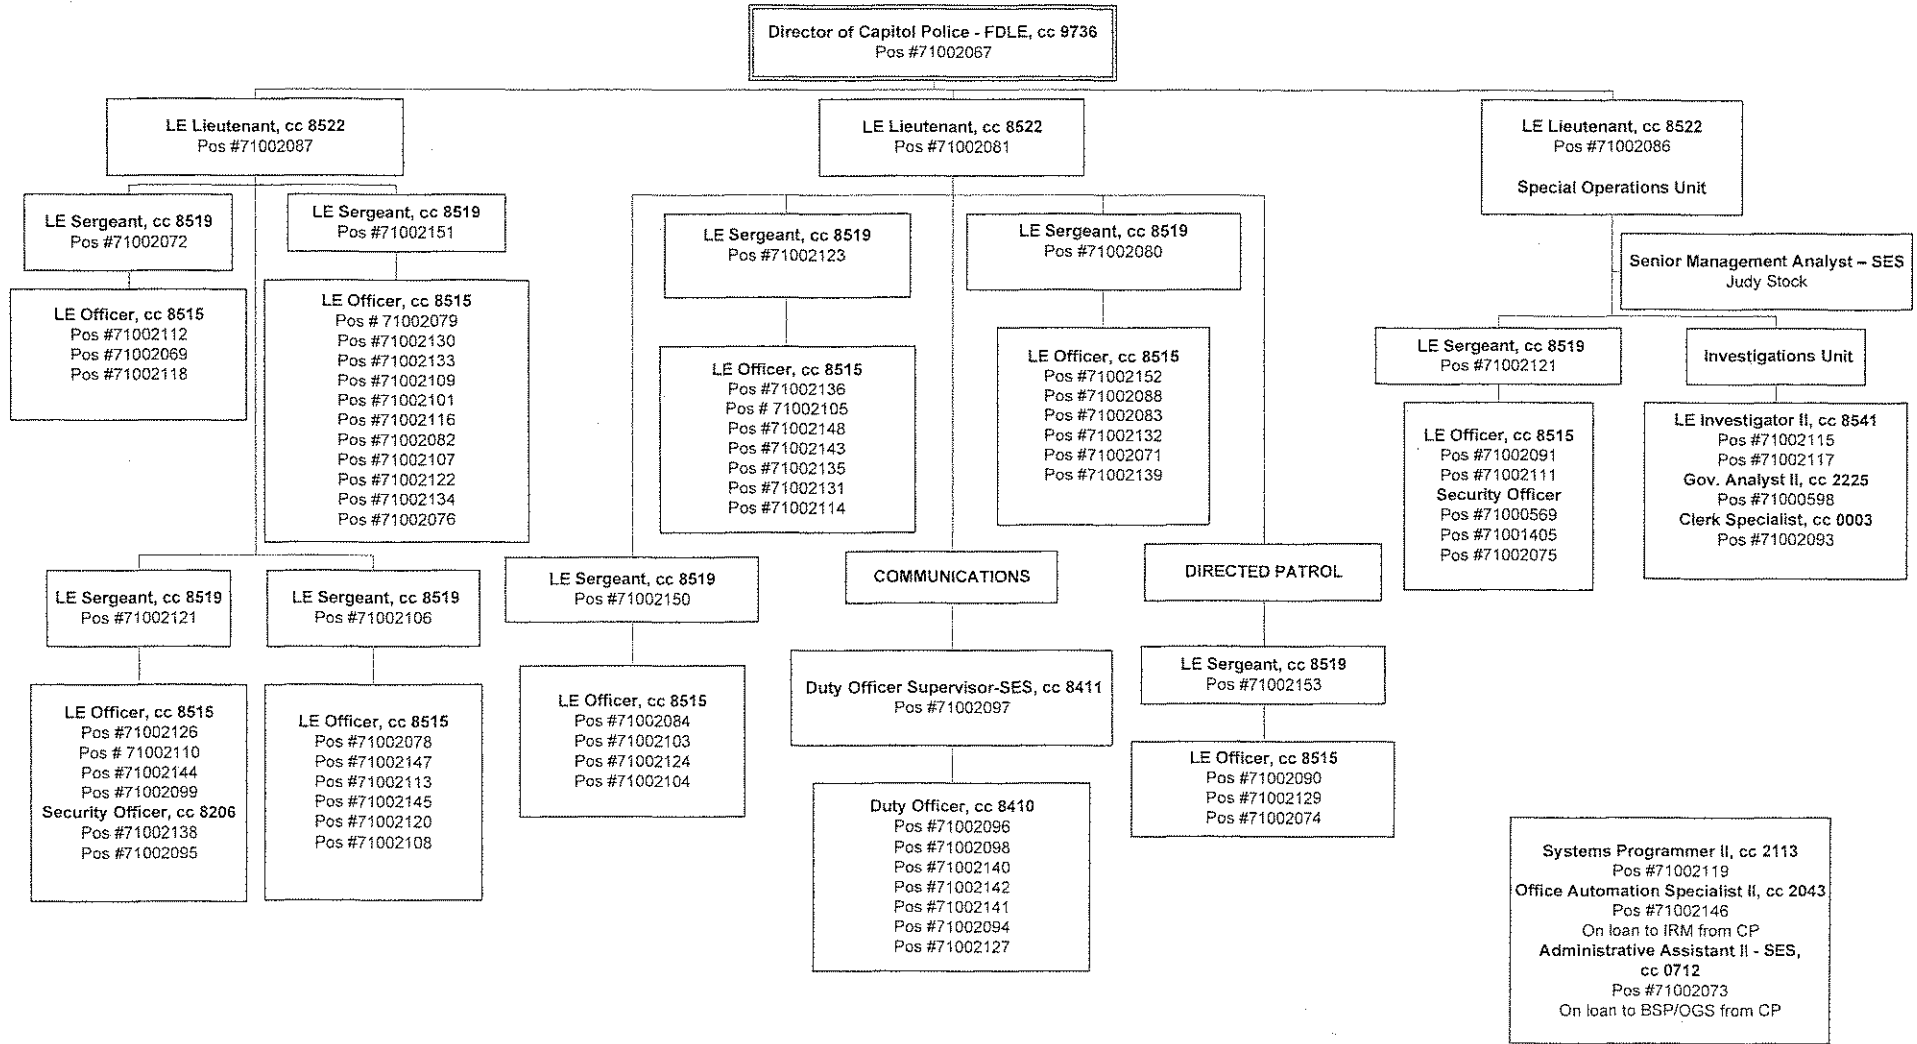 Director of Capitol Police - FDLE, cc 9736
Pos #71002067
LE Lieutenant, cc 8522
Pos #71002087
LE Sergeant, cc 8519
Pos #71002072
LE Officer, cc 8515
Pos #71002112
Pos #71002069
Pos #71002118
LE Sergeant, cc 8519
Pos #71002151
LE Officer, cc 8515
Pos # 71002079
Pos #71002130
Pos #71002133
Pos #71002109
Pos #71002101
Pos #71002116
Pos #71002082
Pos #71002107
Pos #71002122
Pos #71002134
Pos #71002076
LE Sergeant, cc 8519
Pos #71002121
LE Officer, cc 8515
Pos #71002126
Pos # 71002110
Pos #71002144
Pos #71002099
Security Officer, cc 8206
Pos #71002138
Pos #71002095
LE Sergeant, cc 8519
Pos #71002106
LE Officer, cc 8515
Pos #71002078
Pos #71002147
Pos #71002113
Pos #71002145
Pos #71002120
Pos #71002108
LE Lieutenant, cc 8522
Pos #71002081
LE Sergeant, cc 8519
Pos #71002123
LE Officer, cc 8515
Pos #71002136
Pos # 71002105
Pos #71002148
Pos #71002143
Pos #71002135
Pos #71002131
Pos #71002114
LE Sergeant, cc 8519
Pos #71002080
LE Officer, cc 8515
Pos #71002152
Pos #71002088
Pos #71002083
Pos #71002132
Pos #71002071
Pos #71002139
LE Sergeant, cc 8519
Pos #71002150
LE Officer, cc 8515
Pos #71002084
Pos #71002103
Pos #71002124
Pos #71002104
COMMUNICATIONS
Duty Officer Supervisor-SES, cc 8411
Pos #71002097
Duty Officer, cc 8410
Pos #71002096
Pos #71002098
Pos #71002140
Pos #71002142
Pos #71002141
Pos #71002094
Pos #71002127
DIRECTED PATROL
LE Sergeant, cc 8519
Pos #71002153
LE Officer, cc 8515
Pos #71002090
Pos #71002129
Pos #71002074
LE Lieutenant, cc 8522
Pos #71002086
Special Operations Unit
Senior Management Analyst – SES
Judy Stock
LE Sergeant, cc 8519
Pos #71002121
LE Officer, cc 8515
Pos #71002091
Pos #71002111
Security Officer
Pos #71000569
Pos #71001405
Pos #71002075
Investigations Unit
LE Investigator II, cc 8541
Pos #71002115
Pos #71002117
Gov. Analyst II, cc 2225
Pos #71000598
Clerk Specialist, cc 0003
Pos #71002093
Systems Programmer II, cc 2113
Pos #71002119
Office Automation Specialist II, cc 2043
Pos #71002146
On loan to IRM from CP
Administrative Assistant II - SES,
cc 0712
Pos #71002073
On loan to BSP/OGS from CP